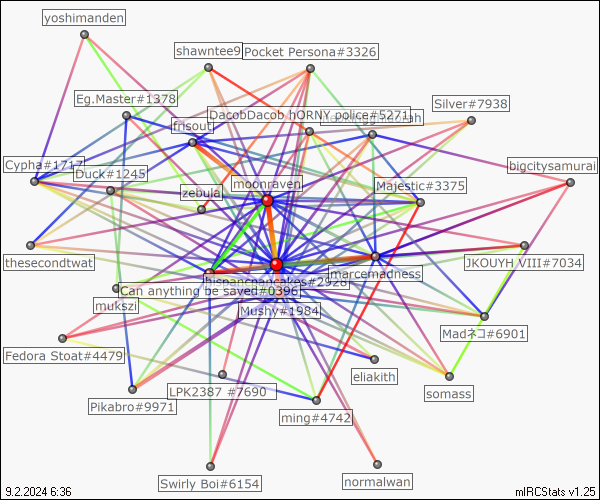 yoshimanden
shawntee9
Pocket Persona#3326
Eg.Master#1378
Silver#7938
DacobDacob hORNY police#5271
frisout
Cypha#1717
Duck#1245
bigcitysamurai
moonraven
Majestic#3375
zebula
thesecondtwat
JKOUYH VIII#7034
marcemadness
hispancpancakes#2928
Can anything be saved#0396
mukszi
Mushy#1984
Madネコ#6901
Fedora Stoat#4479
eliakith
LPK2387 #7690
somass
Pikabro#9971
ming#4742
Swirly Boi#6154
normalwan
9.2.2024 6:36
mIRCStats v1.25